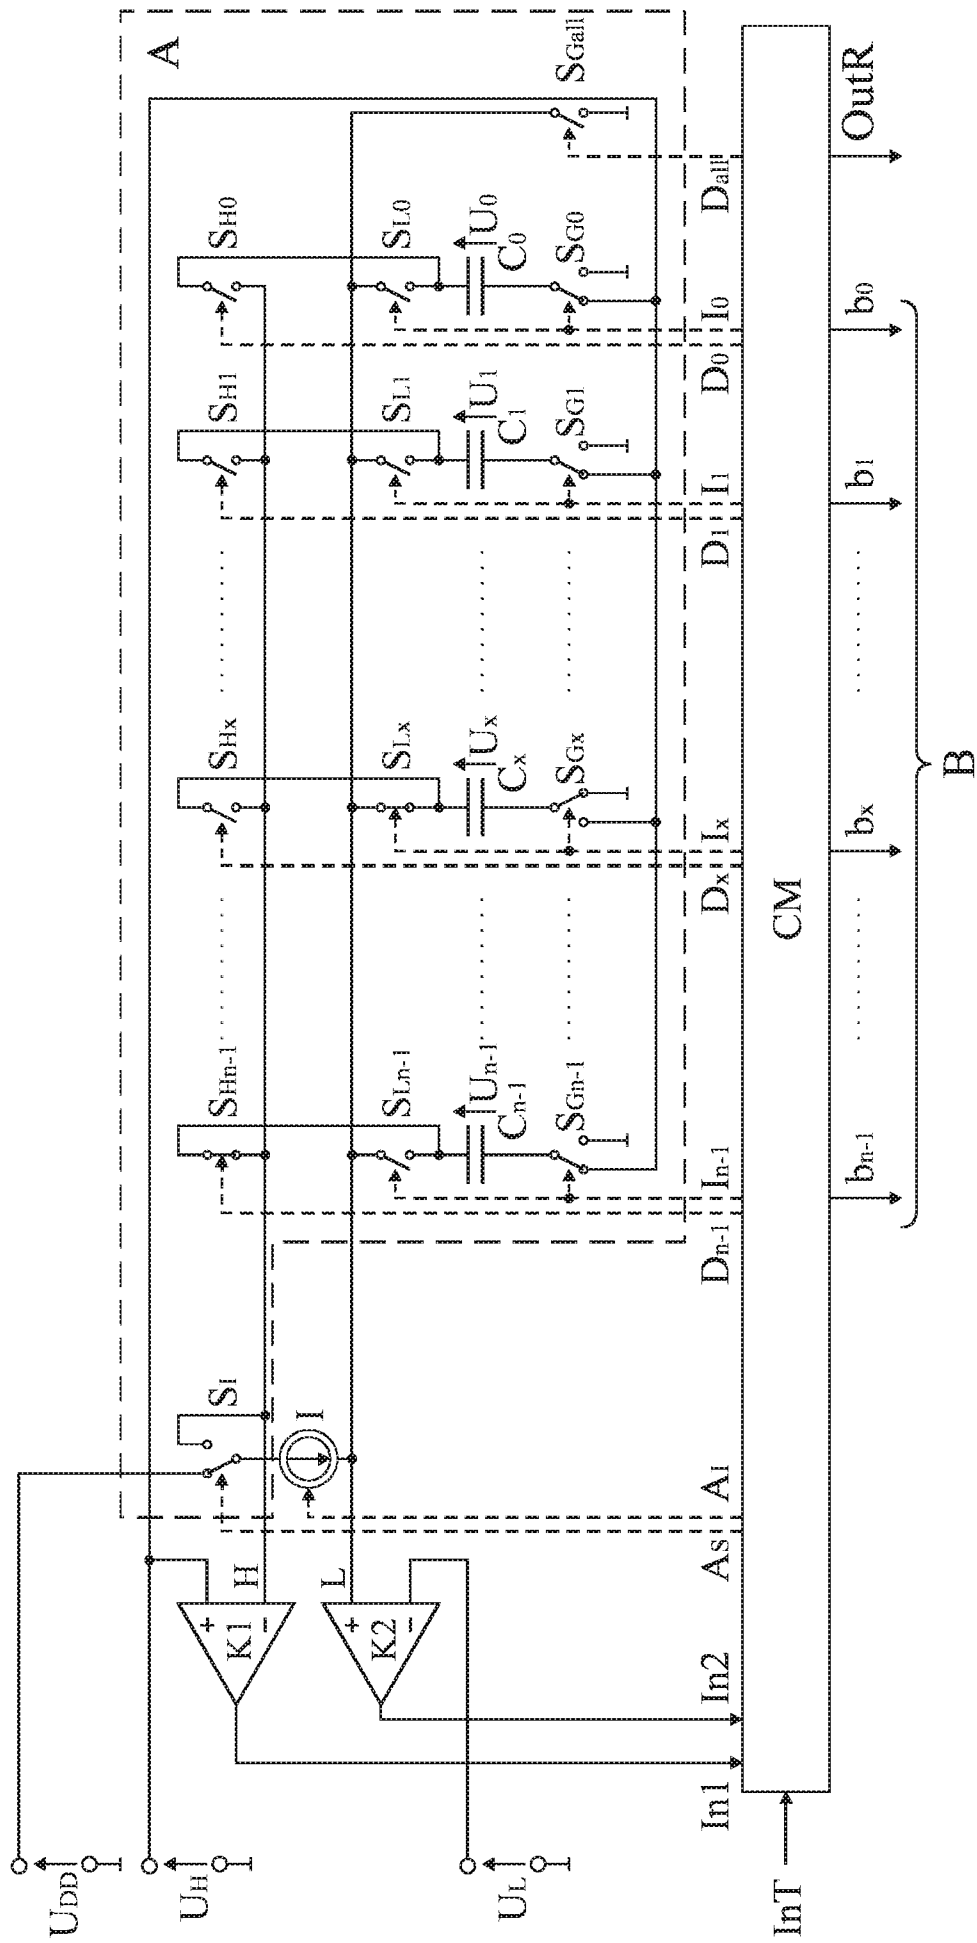 A
UDD
UH
UL
SI
SHn-1
SHx
SH1
SH0
SGall
K1
+
−
H
K2
+
−
L
I
SLn-1
SLx
SL1
SL0
Un-1
Cn-1
Ux
Cx
U1
C1
U0
C0
SGn-1
SGx
SG1
SG0
In1
In2
As
AI
Dn-1
In-1
Dx
Ix
D1
I1
D0
I0
Dall
InT
CM
bn-1
bx
b1
b0
OutR
B